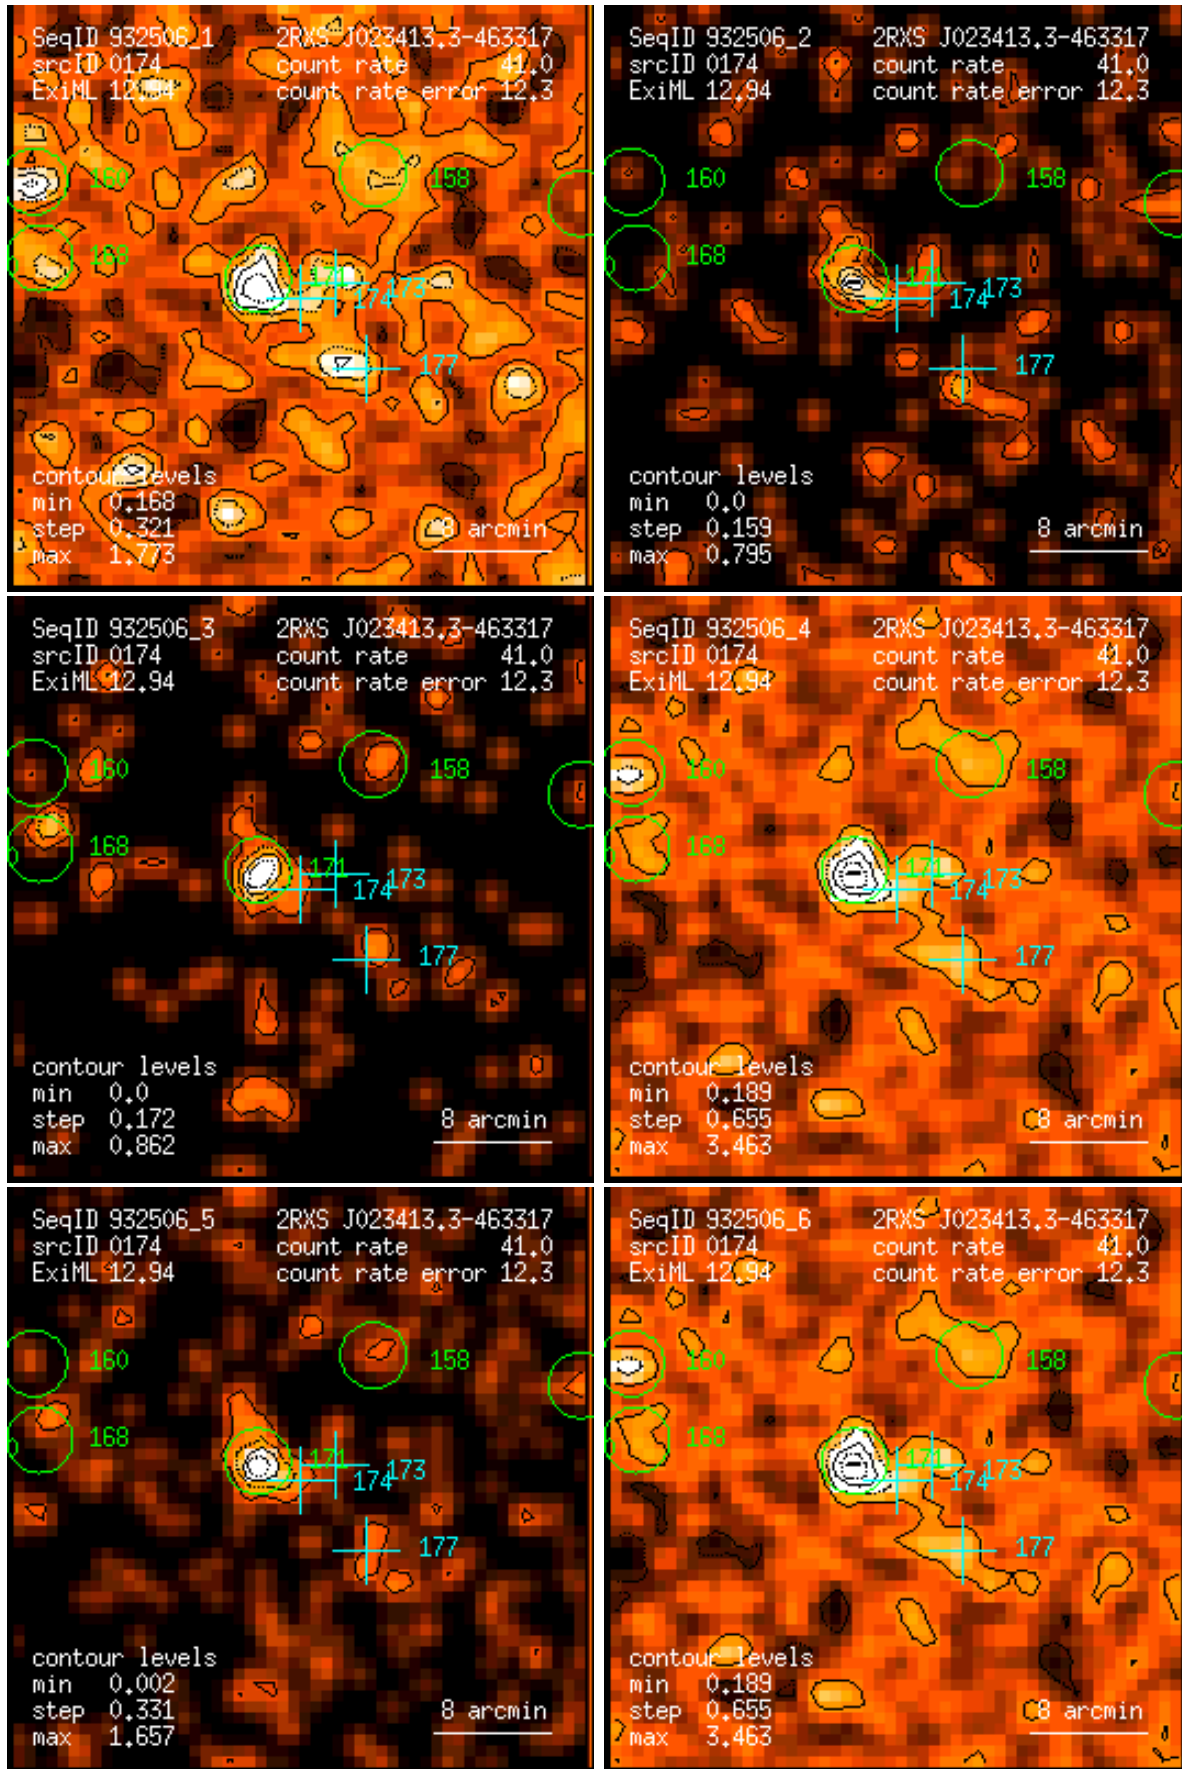 SeqID 932506_1 2RXS J023413.3-463317
srcID 0174 count rate 41.0
ExiML 12.94 count rate error 12.3
160
158
168
171
174
173
177
contour levels
min 0.168
step 0.321
max 1.773
8 arcmin
SeqID 932506_2 2RXS J023413.3-463317
srcID 0174 count rate 41.0
ExiML 12.94 count rate error 12.3
160
158
168
171
174
173
177
contour levels
min 0.0
step 0.159
max 0.795
8 arcmin
SeqID 932506_3 2RXS J023413.3-463317
srcID 0174 count rate 41.0
ExiML 12.94 count rate error 12.3
160
158
168
171
174
173
177
contour levels
min 0.0
step 0.172
max 0.862
8 arcmin
SeqID 932506_4 2RXS J023413.3-463317
srcID 0174 count rate 41.0
ExiML 12.94 count rate error 12.3
160
158
168
171
174
173
177
contour levels
min 0.189
step 0.655
max 3.463
8 arcmin
SeqID 932506_5 2RXS J023413.3-463317
srcID 0174 count rate 41.0
ExiML 12.94 count rate error 12.3
160
158
168
171
174
173
177
contour levels
min 0.002
step 0.331
max 1.657
8 arcmin
SeqID 932506_6 2RXS J023413.3-463317
srcID 0174 count rate 41.0
ExiML 12.94 count rate error 12.3
160
158
168
171
174
173
177
contour levels
min 0.189
step 0.655
max 3.463
8 arcmin